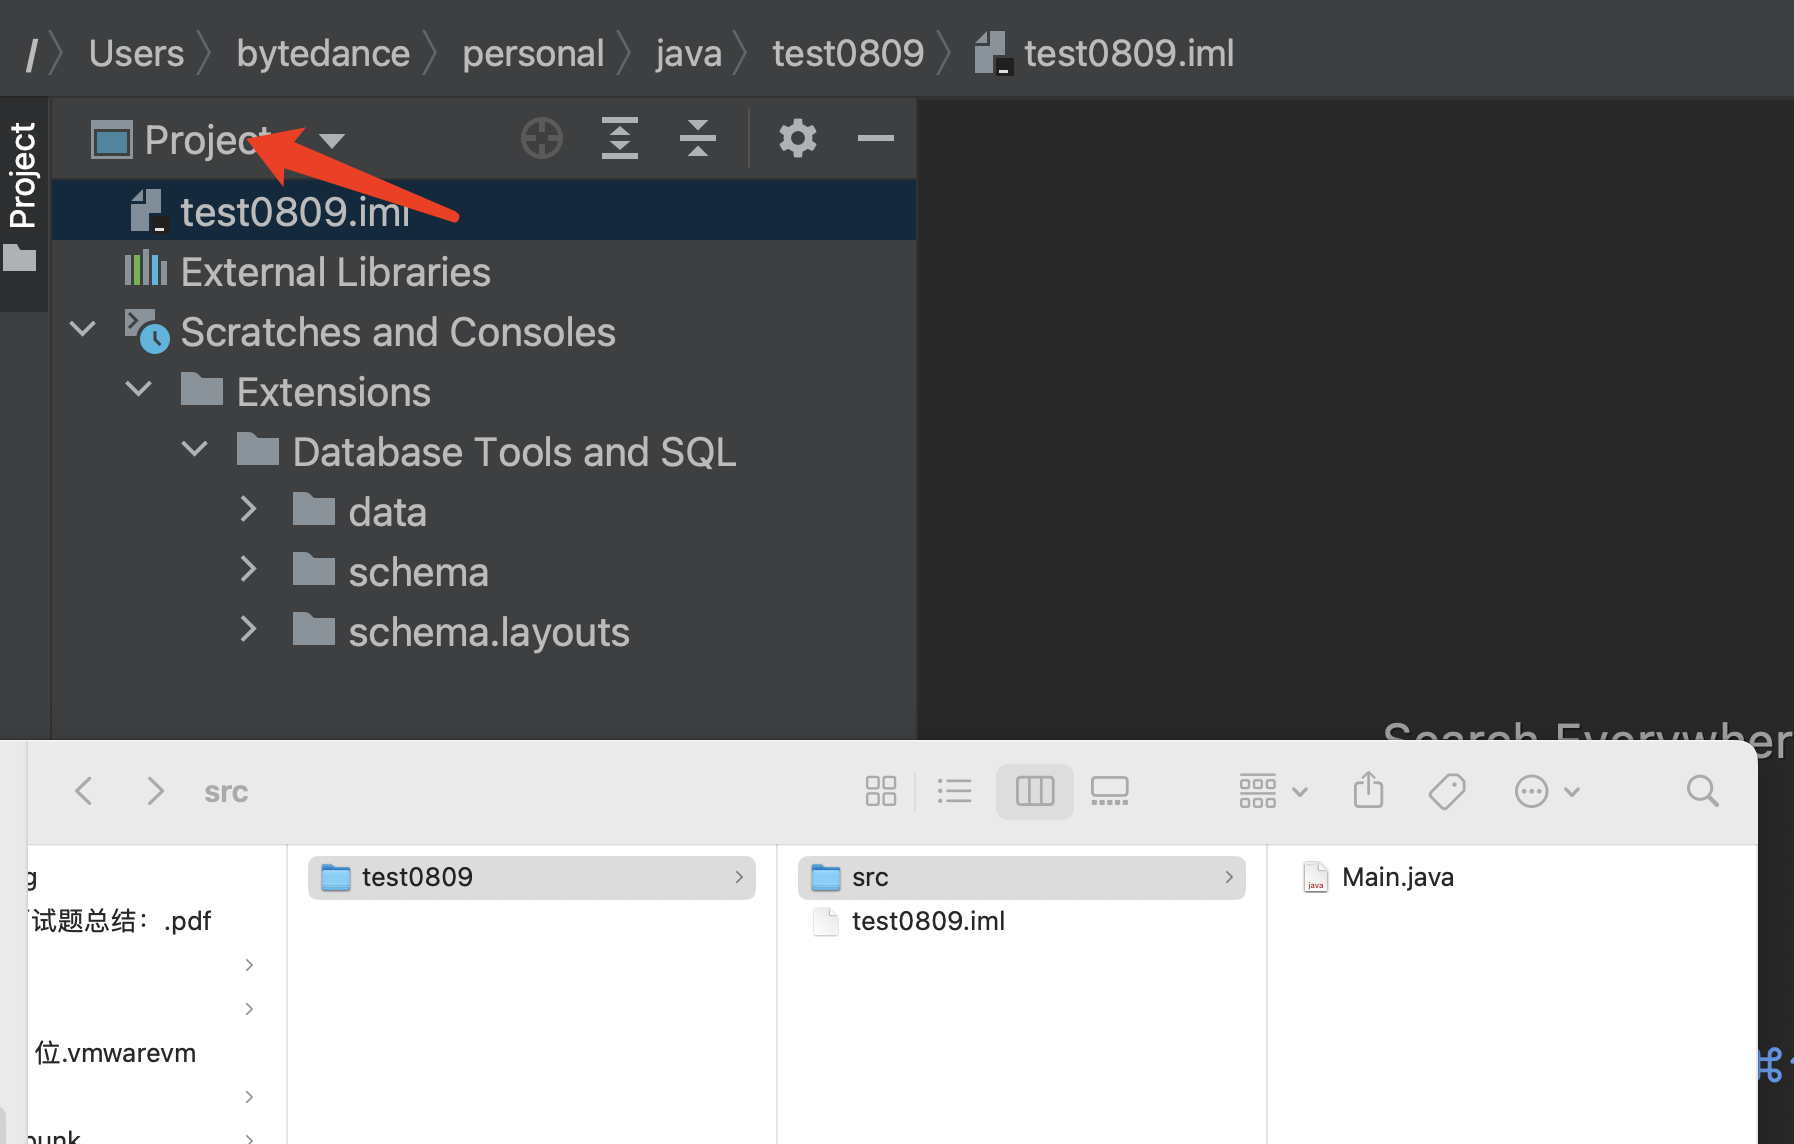 / Users bytedance personal java test0809 test0809.iml
Project
Project
test0809.iml
External Libraries
Scratches and Consoles
Extensions
Database Tools and SQL
data
schema
schema.layouts
Search Everywher
src
g
试题总结：.pdf
位.vmwarevm
punk
test0809
src
test0809.iml
Main.java
java
⌘